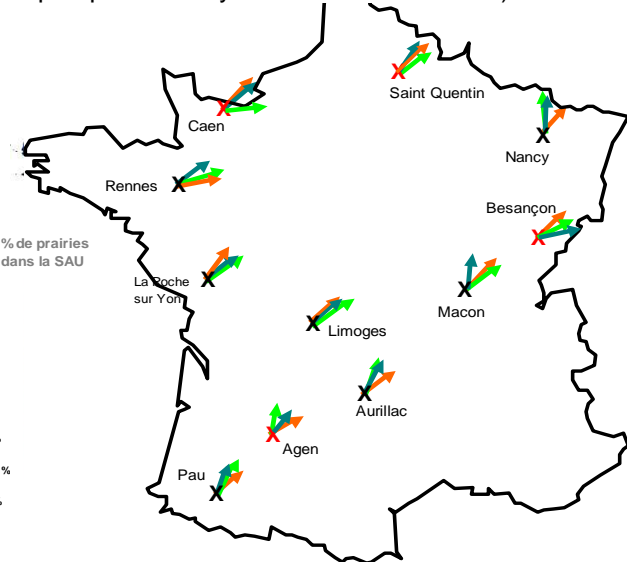 Saint Quentin
Caen
Nancy
Rennes
Besançon
% de prairies
dans la SAU
La Roche
sur Yon
Macon
Limoges
Aurillac
Agen
Pau
%
X
X
X
X
X
X
X
X
X
X
X